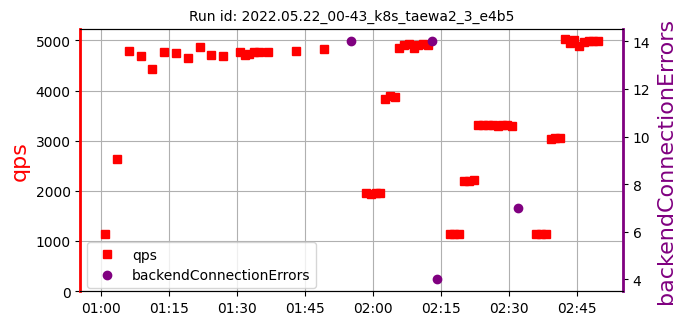 Run id: 2022.05.22_00-43_k8s_taewa2_3_e4b5
qps
5000
4000
3000
2000
1000
0
14
12
10
8
6
4
backendConnectionErrors
qps
backendConnectionErrors
01:00 01:15 01:30 01:45 02:00 02:15 02:30 02:45